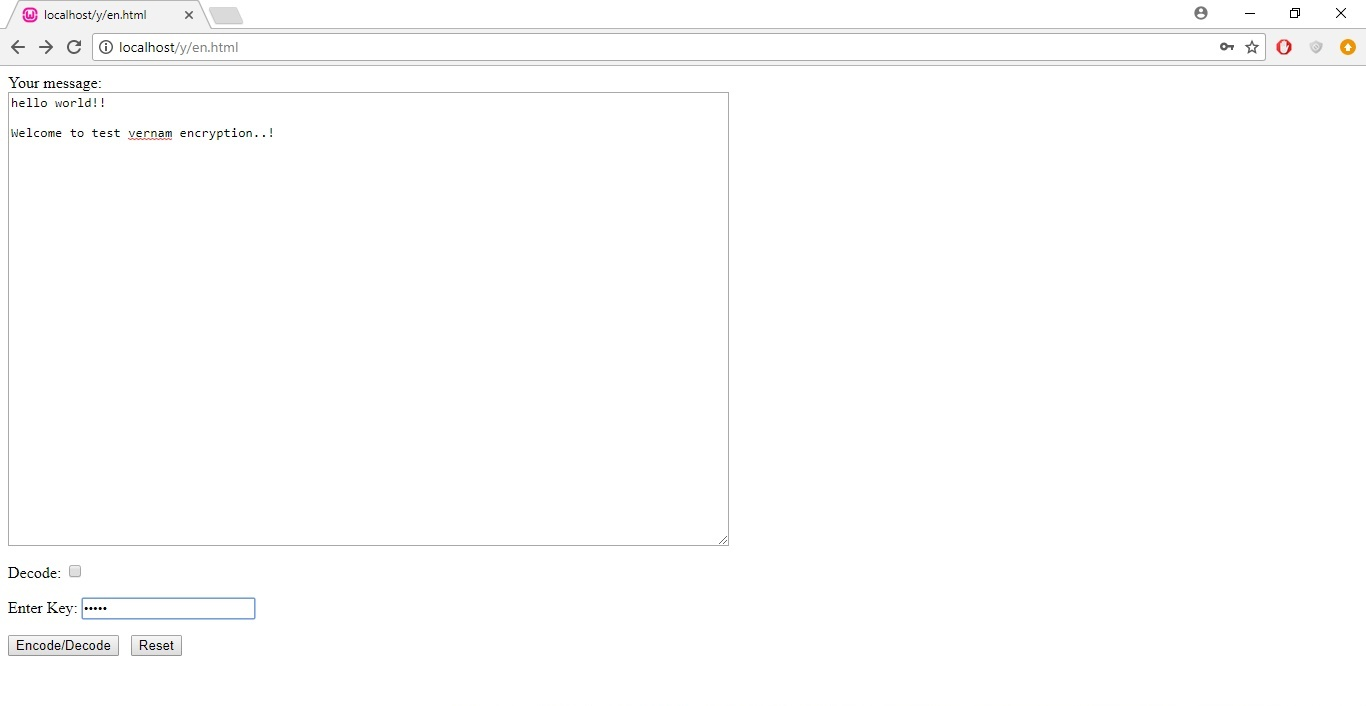 localhost/y/en.html
localhost/y/en.html
Your message:
hello world!!
Welcome to test vernam encryption..!
Decode:
Enter Key: •••••
Encode/Decode Reset